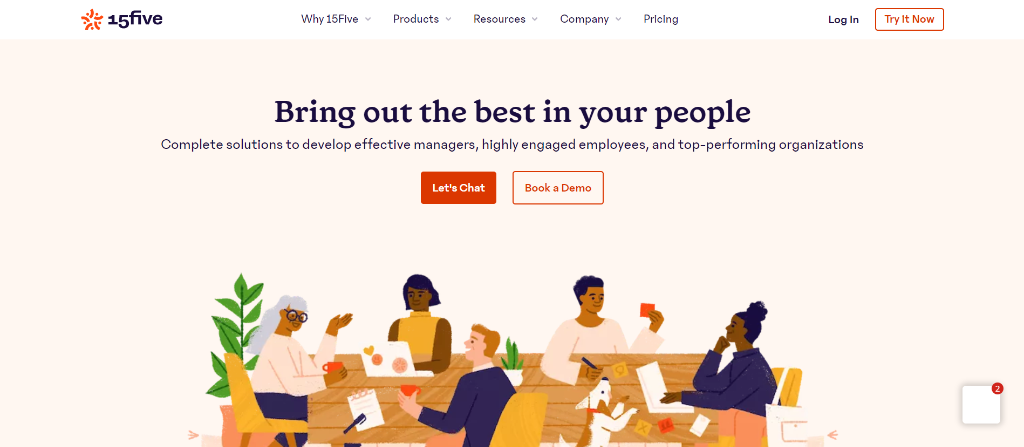 15five
Why 15Five
Products
Resources
Company
Pricing
Log In
Try It Now
Bring out the best in your people
Complete solutions to develop effective managers, highly engaged employees, and top-performing organizations
Let's Chat
Book a Demo
2